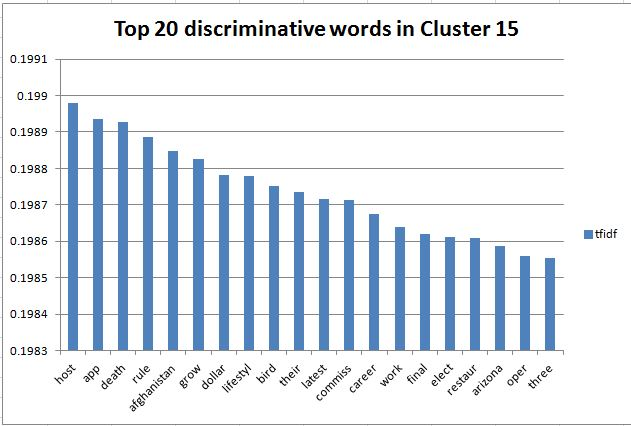 Top 20 discriminative words in Cluster 15
0.1991
0.199
0.1989
0.1988
0.1987
0.1986
0.1985
0.1984
0.1983
host
app
death
rule
afghanistan
grow
dollar
lifestyl
bird
their
latest
commiss
career
work
final
elect
restaur
arizona
oper
three
tfidf